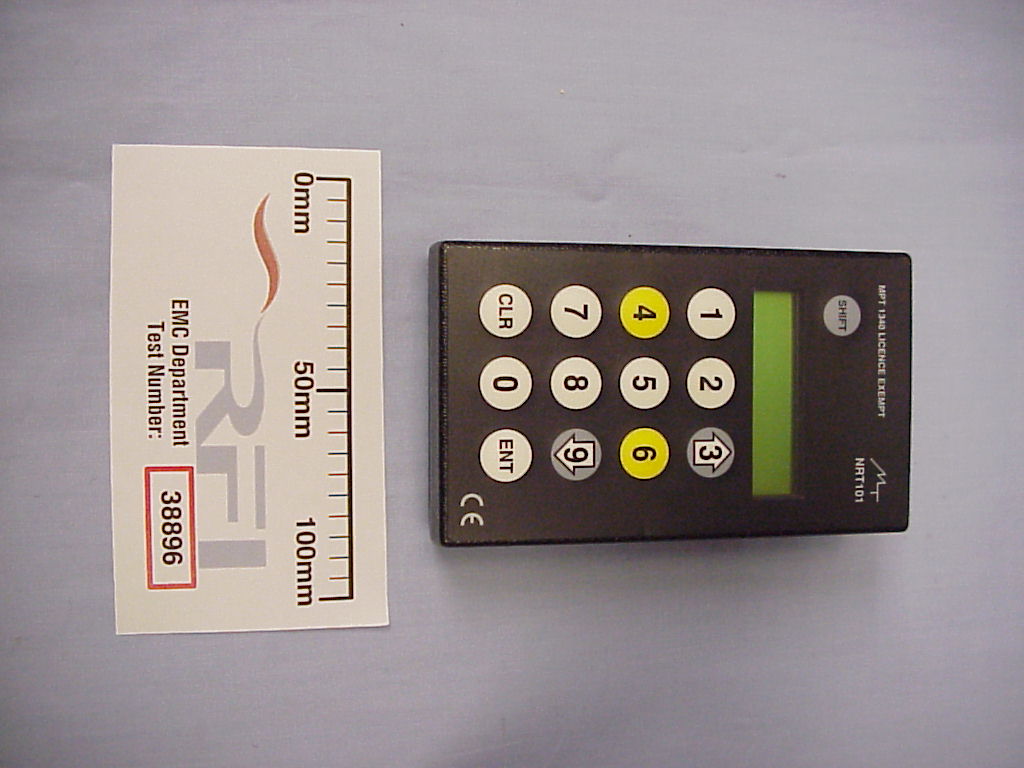 MPT 1340 LICENCE EXEMPT
NRT101
SHIFT
1 2 3
4 5 6
7 8 9
CLR 0 ENT
CE
0mm 50mm 100mm
RFI
EMC Department
Test Number: 38896